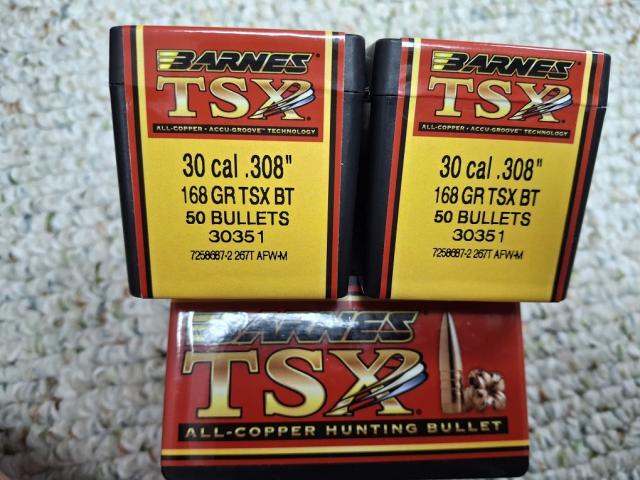 BARNES
TSX
ALL-COPPER • ACCU-GROOVE™ TECHNOLOGY
30 cal .308"
168 GR TSX BT
50 BULLETS
30351
7258687-2 267T AFW-M
BARNES
TSX
ALL-COPPER • ACCU-GROOVE™ TECHNOLOGY
30 cal .308"
168 GR TSX BT
50 BULLETS
30351
7258687-2 267T AFW-M
BARNES
TSX
ALL-COPPER HUNTING BULLET